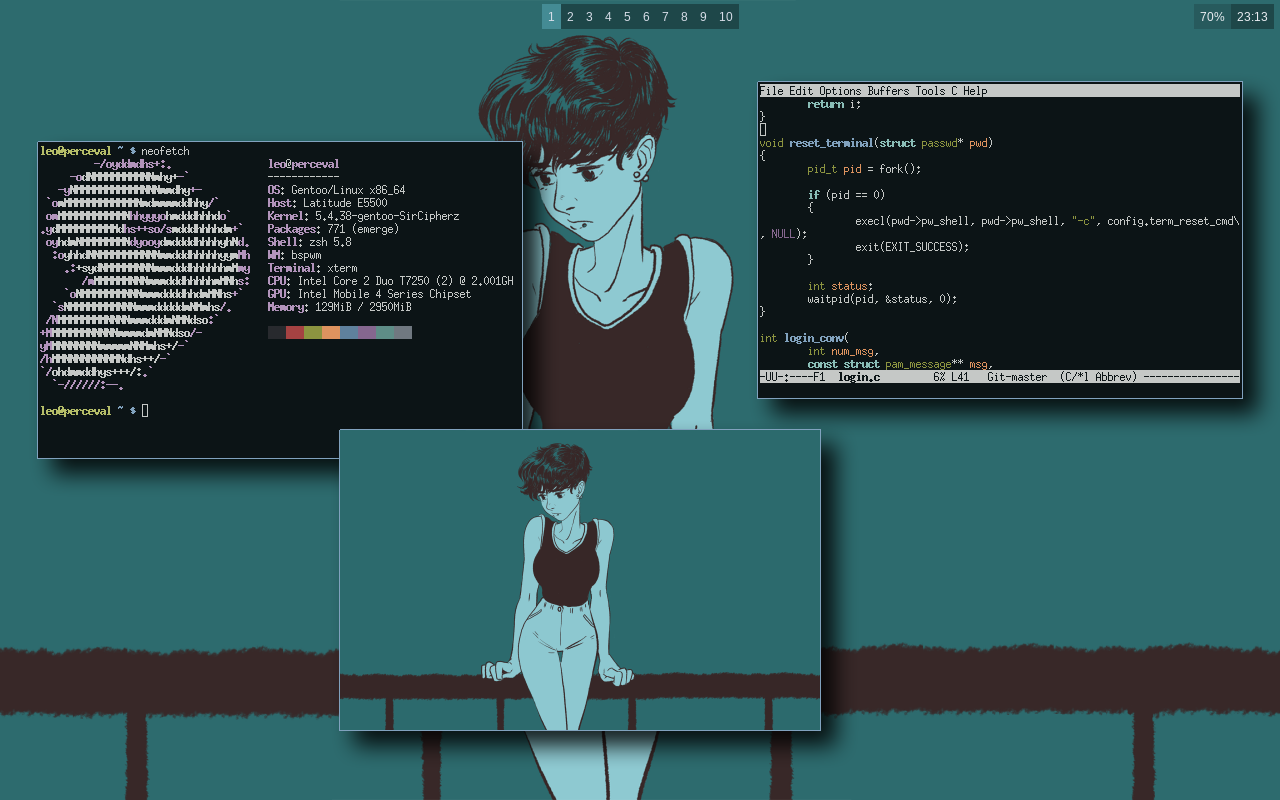 1 2 3 4 5 6 7 8 9 10
70% 23:13
leo@perceval ~ $ neofetch
leo@perceval
------------
OS: Gentoo/Linux x86_64
Host: Latitude E5500
Kernel: 5.4.38-gentoo-SirCipherz
Packages: 771 (emerge)
Shell: zsh 5.8
WM: bspwm
Terminal: xterm
CPU: Intel Core 2 Duo T7250 (2) @ 2.001GH
GPU: Intel Mobile 4 Series Chipset
Memory: 129MiB / 2950MiB
leo@perceval ~ $
File Edit Options Buffers Tools C Help
return i;
}
void reset_terminal(struct passwd* pwd)
{
pid_t pid = fork();
if (pid == 0)
{
execl(pwd->pw_shell, pwd->pw_shell, "-c", config.term_reset_cmd\
, NULL);
exit(EXIT_SUCCESS);
}
int status;
waitpid(pid, &status, 0);
}
int login_conv(
int num_msg,
const struct pam_message** msg,
-UU-:----F1 login.c 6% L41 Git-master (C/*l Abbrev) ----------------